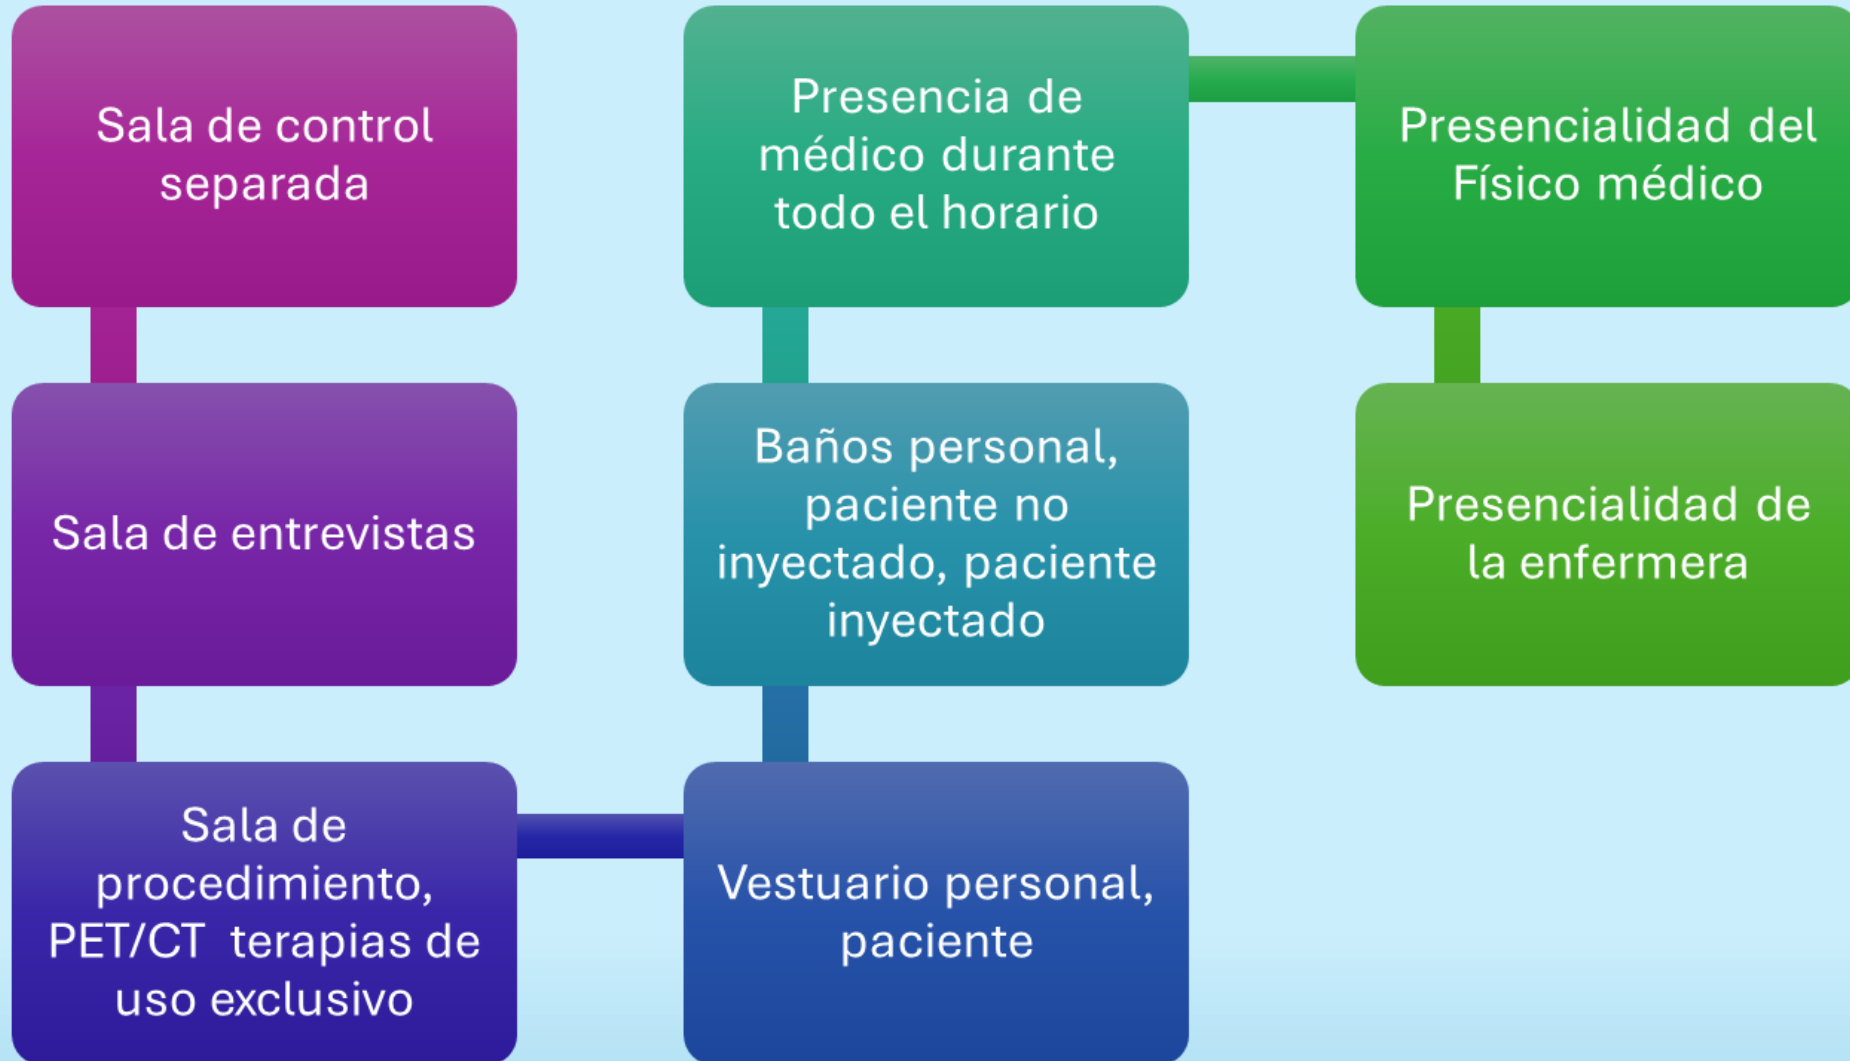 Sala de control
separada
Sala de entrevistas
Sala de
procedimiento,
PET/CT terapias de
uso exclusivo
Vestuario personal,
paciente
Baños personal,
paciente no
inyectado, paciente
inyectado
Presencia de
médico durante
todo el horario
Presencialidad del
Físico médico
Presencialidad de
la enfermera